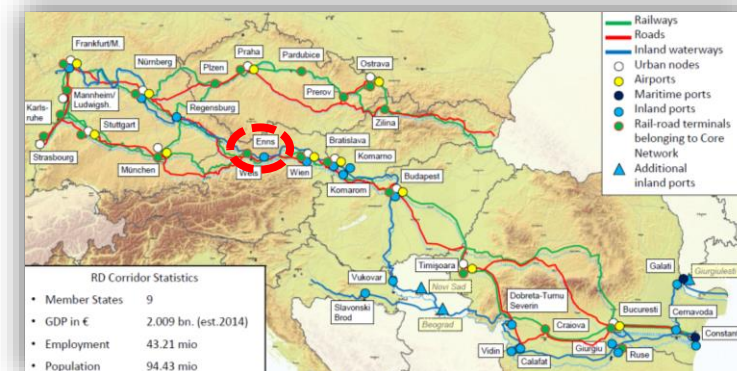 Frankfurt/M.
Nürnberg
Praha
Pardubice
Ostrava
Plzen
Prerov
Mannheim/
Ludwigsh.
Karls-
ruhe
Regensburg
Stuttgart
Zilina
Strasbourg
München
Enns
Wels
Wien
Bratislava
Komarno
Komarom
Budapest
Timișoara
Vukovar
Novi Sad
Slavonski
Brod
Beograd
Dobreta-Turnu
Severin
Craiova
Vidin
Calafat
Giurgiu
Ruse
Bucuresti
Cernavoda
Constant
Galati
Giurgiulesti
Railways
Roads
Inland waterways
Urban nodes
Airports
Maritime ports
Inland ports
Rail-road terminals
belonging to Core
Network
Additional
inland ports
RD Corridor Statistics
• Member States 9
• GDP in € 2.009 bn. (est.2014)
• Employment 43.21 mio
• Population 94.43 mio